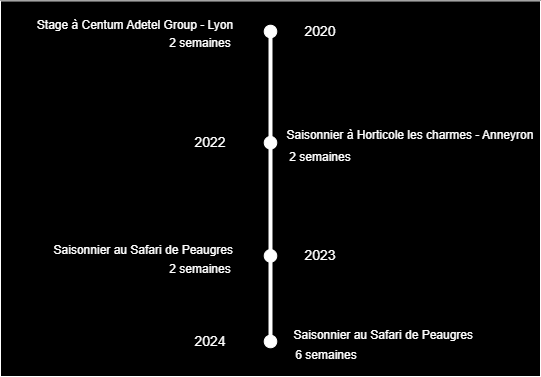 Stage à Centum Adetel Group - Lyon
2 semaines
2020
2022
Saisonnier à Horticole les charmes - Anneyron
2 semaines
Saisonnier au Safari de Peaugres
2 semaines
2023
2024
Saisonnier au Safari de Peaugres
6 semaines